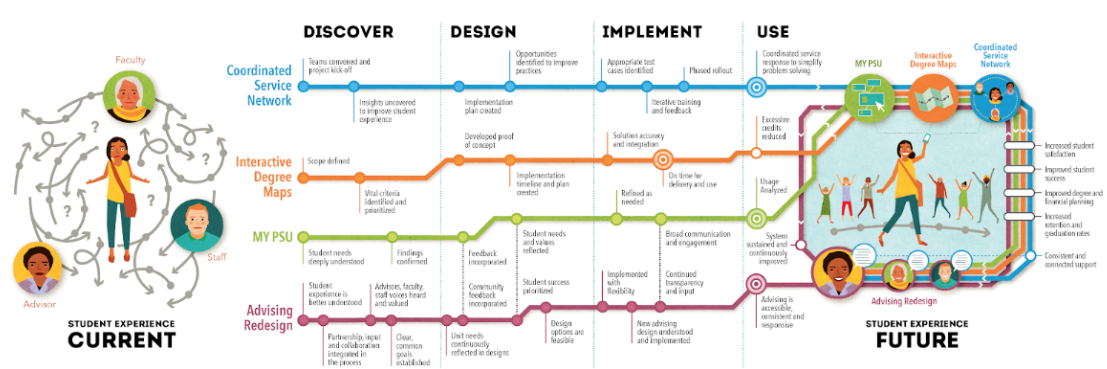 DISCOVER
DESIGN
IMPLEMENT
USE
Faculty
?
?
?
?
Staff
Advisor
STUDENT EXPERIENCE
CURRENT
Coordinated
Service
Network
Teams convened and
project kick-off
Insights uncovered
to improve student
experience
Implementation
plan created
Opportunities
identified to improve
practices
Appropriate test
cases identified
Iterative training
and feedback
Phased rollout
Coordinated service
response to simplify
problem solving
Interactive
Degree Maps
Scope defined
Vital criteria
identified and
prioritized
Developed proof
of concept
Implementation
timeline and plan
created
Solution accuracy
and integration
On time for
delivery and use
Excessive
credits
reduced
MY PSU
Student needs
deeply understood
Findings
confirmed
Feedback
incorporated
Student needs
and values
reflected
Refined as
needed
Broad communication
and engagement
Usage
Analyzed
System
sustained and
continuously
improved
Advising
Redesign
Student
experience is
better understood
Partnership, input
and collaboration
integrated in
the process
Advisors, faculty,
staff voices heard
and valued
Clear,
common
goals
established
Unit needs
continuously
reflected in designs
Community
feedback
incorporated
Student success
prioritized
Design
options are
feasible
Implemented
with
flexibility
New advising
design understood
and implemented
Continued
transparency
and input
Advising is
accessible,
consistent and
responsive
MY PSU
Interactive
Degree Maps
Coordinated
Service
Network
Increased student
satisfaction
Improved student
success
Improved degree and
financial planning
Increased
retention and
graduation rates
Consistent and
connected support
Advising Redesign
STUDENT EXPERIENCE
FUTURE